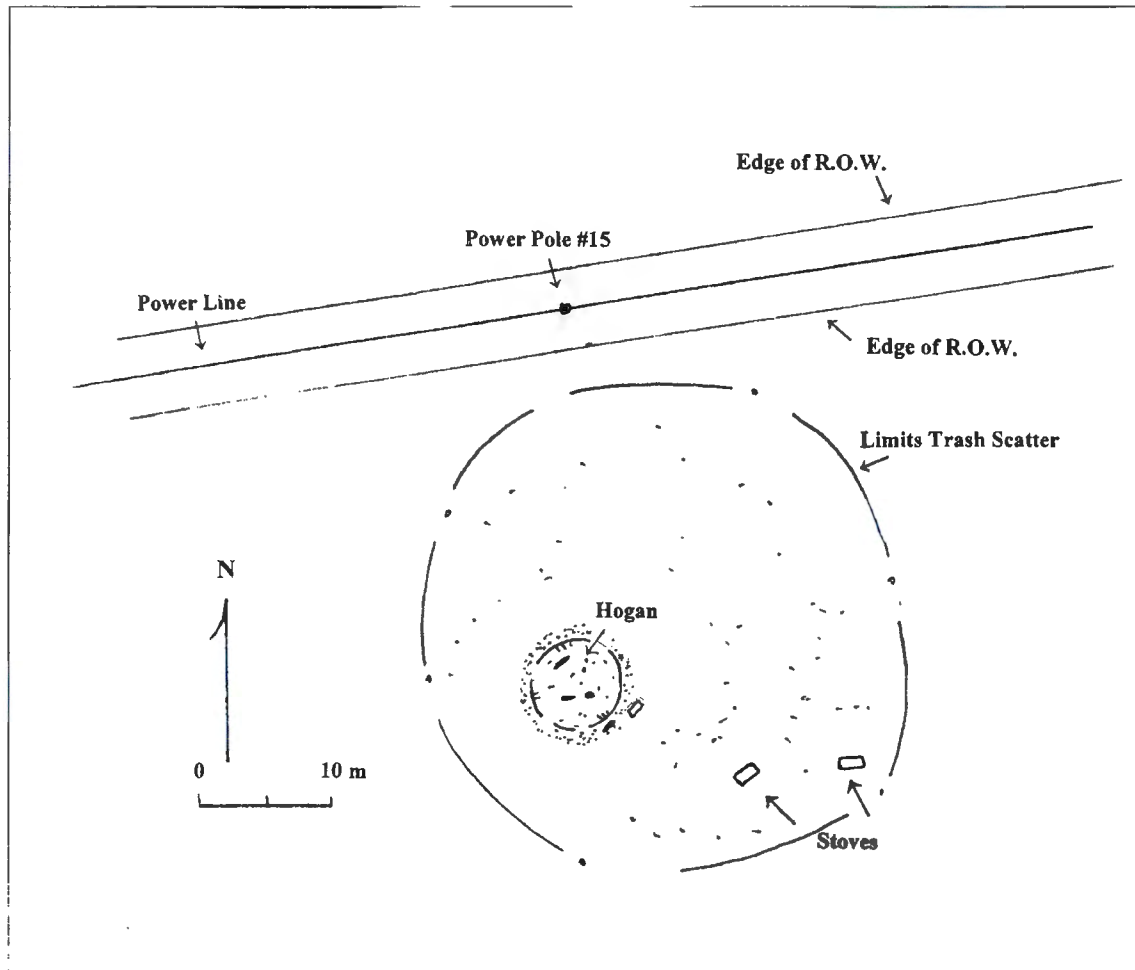 Edge of R.O.W.
Power Pole #15
Power Line
Edge of R.O.W.
Limits Trash Scatter
N
Hogan
0 10 m
Stoves